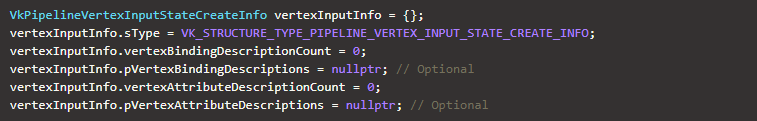 VkPipelineVertexInputStateCreateInfo vertexInputInfo = {};
vertexInputInfo.sType = VK_STRUCTURE_TYPE_PIPELINE_VERTEX_INPUT_STATE_CREATE_INFO;
vertexInputInfo.vertexBindingDescriptionCount = 0;
vertexInputInfo.pVertexBindingDescriptions = nullptr; // Optional
vertexInputInfo.vertexAttributeDescriptionCount = 0;
vertexInputInfo.pVertexAttributeDescriptions = nullptr; // Optional